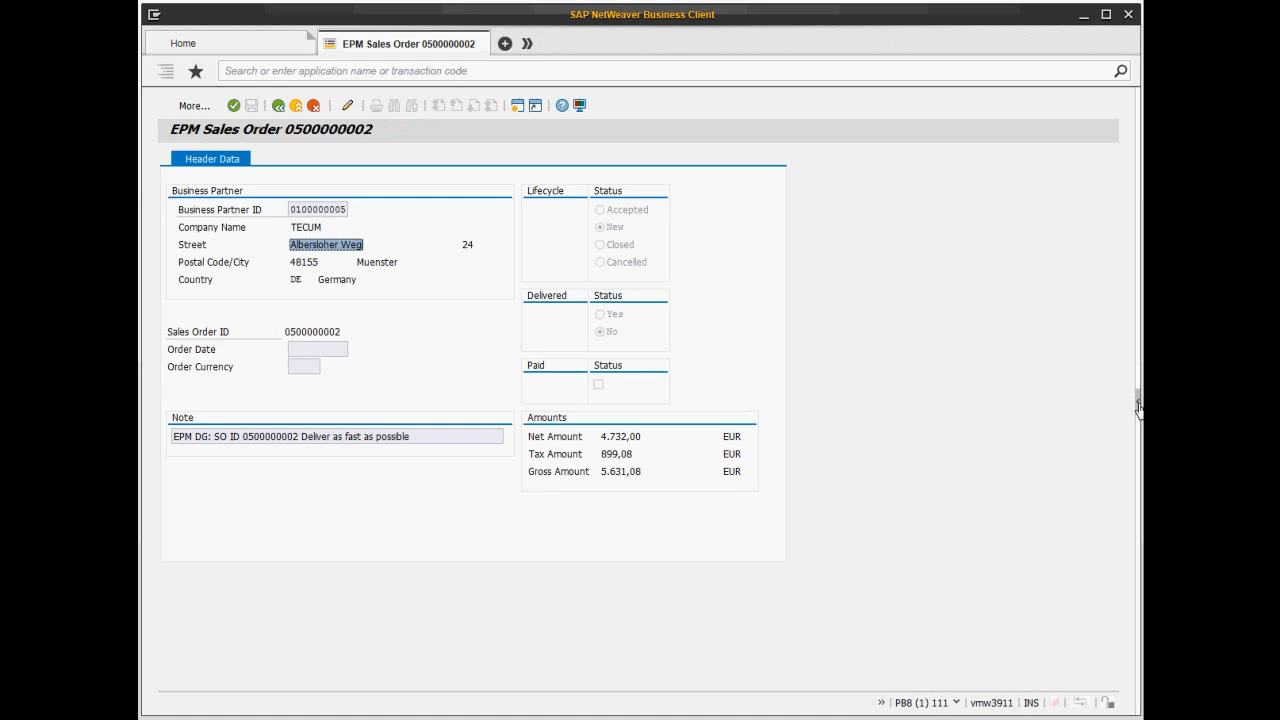 SAP NetWeaver Business Client
Home
EPM Sales Order 0500000002
Search or enter application name or transaction code
More...
EPM Sales Order 0500000002
Header Data
Business Partner
Business Partner ID 0100000005
Company Name TECUM
Street Albersloher Weg 24
Postal Code/City 48155 Muenster
Country DE Germany
Sales Order ID 0500000002
Order Date
Order Currency
Note
EPM DG: SO ID 0500000002 Deliver as fast as possible
Lifecycle Status
Accepted
New
Closed
Cancelled
Delivered Status
Yes
No
Paid Status
Amounts
Net Amount 4.732,00 EUR
Tax Amount 899,08 EUR
Gross Amount 5.631,08 EUR
PB8 (1) 111 vmw3911 INS